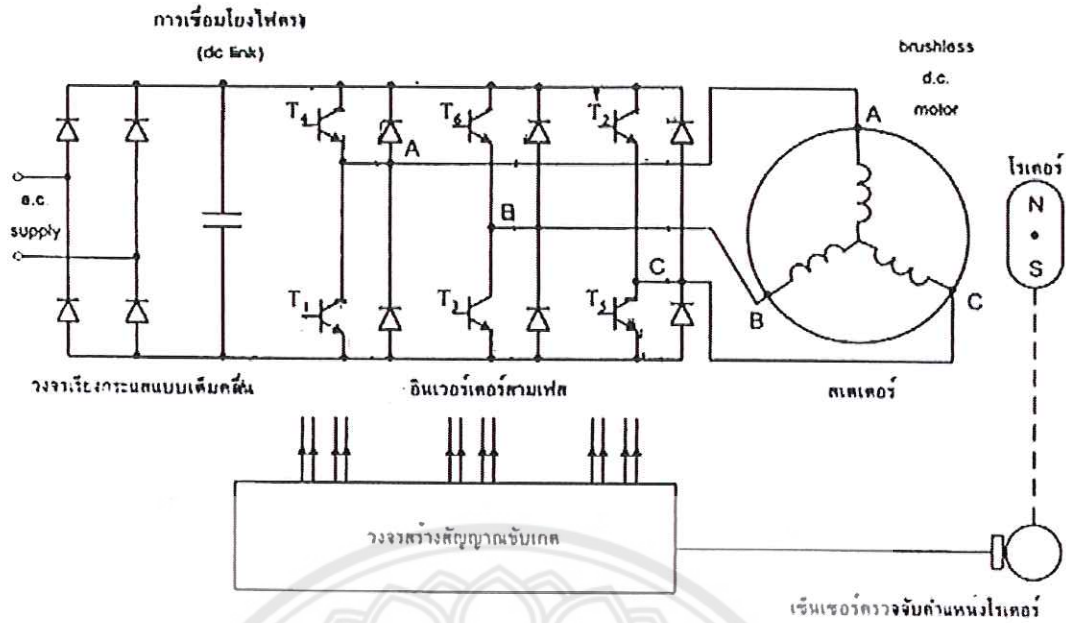 การเชื่อมโยงไฟตรง
(dc link)
brushless
d.c.
motor
T4
T6
T2
A
A
โรเตอร์
N
S
a.c.
supply
B
C
T1
T3
T5
B
C
วงจรเรียงกระแสแบบเต็มคลื่น
อินเวอร์เตอร์สามเฟส
สเตเตอร์
วงจรสร้างสัญญาณขับเกต
เซ็นเซอร์ตรวจจับตำแหน่งโรเตอร์